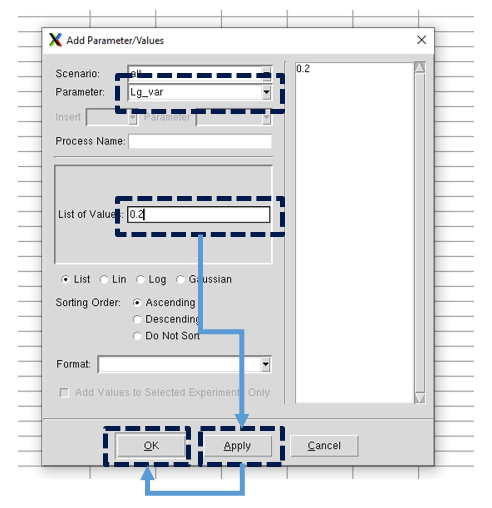 Add Parameter/Values
Scenario: all
Parameter: Lg_var
Insert Parameter
Process Name:
List of Values: 0.2
List Lin Log Gaussian
Sorting Order: Ascending
Descending
Do Not Sort
Format:
Add Values to Selected Experiments Only
OK Apply Cancel
0.2